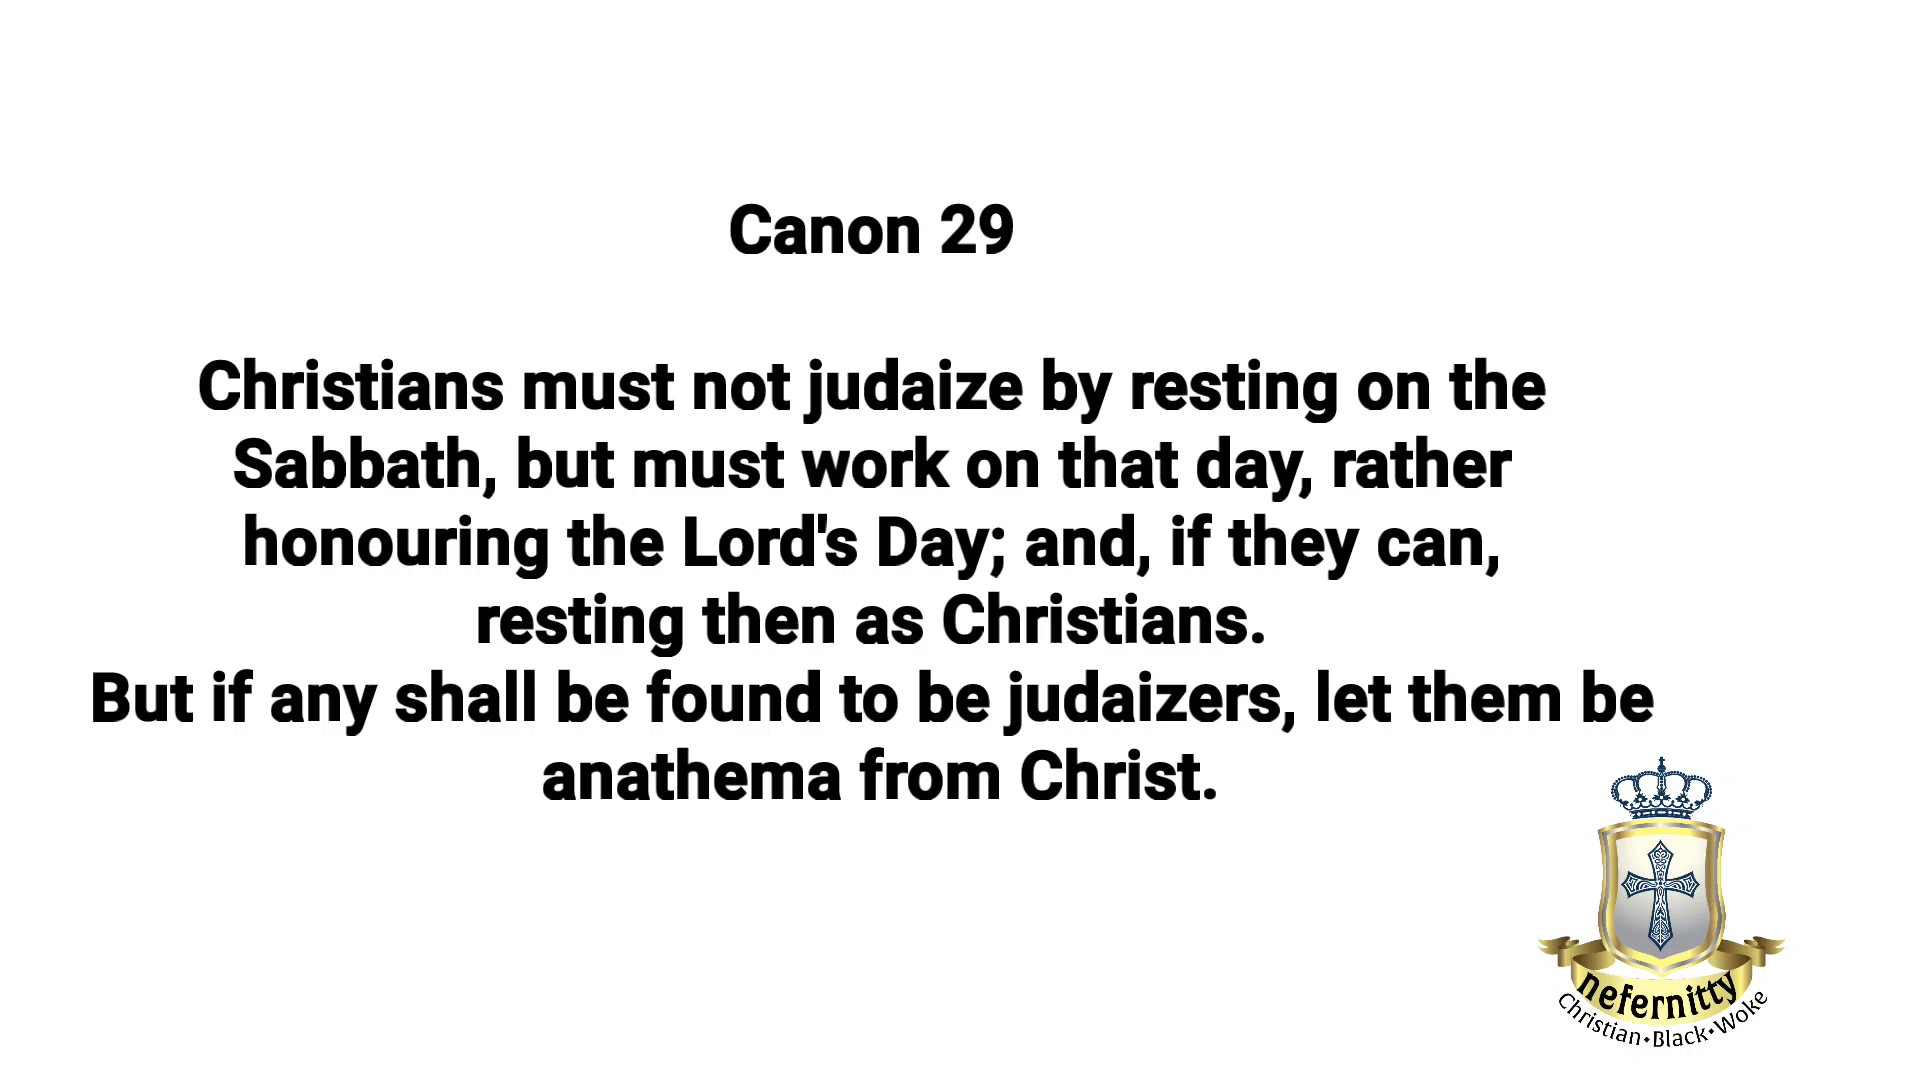 Canon 29
Christians must not judaize by resting on the
Sabbath, but must work on that day, rather
honouring the Lord's Day; and, if they can,
resting then as Christians.
But if any shall be found to be judaizers, let them be
anathema from Christ.
nefernitty
Christian•Black•Woke